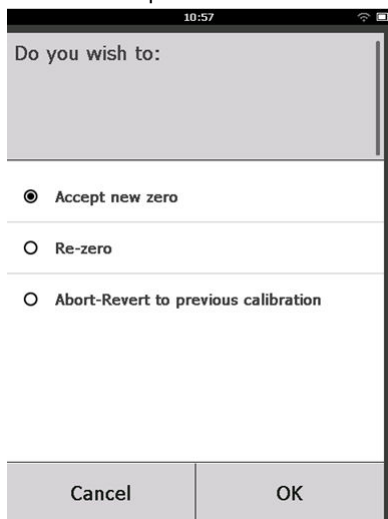 10:57
Do you wish to:
Accept new zero
Re-zero
Abort-Revert to previous calibration
Cancel
OK